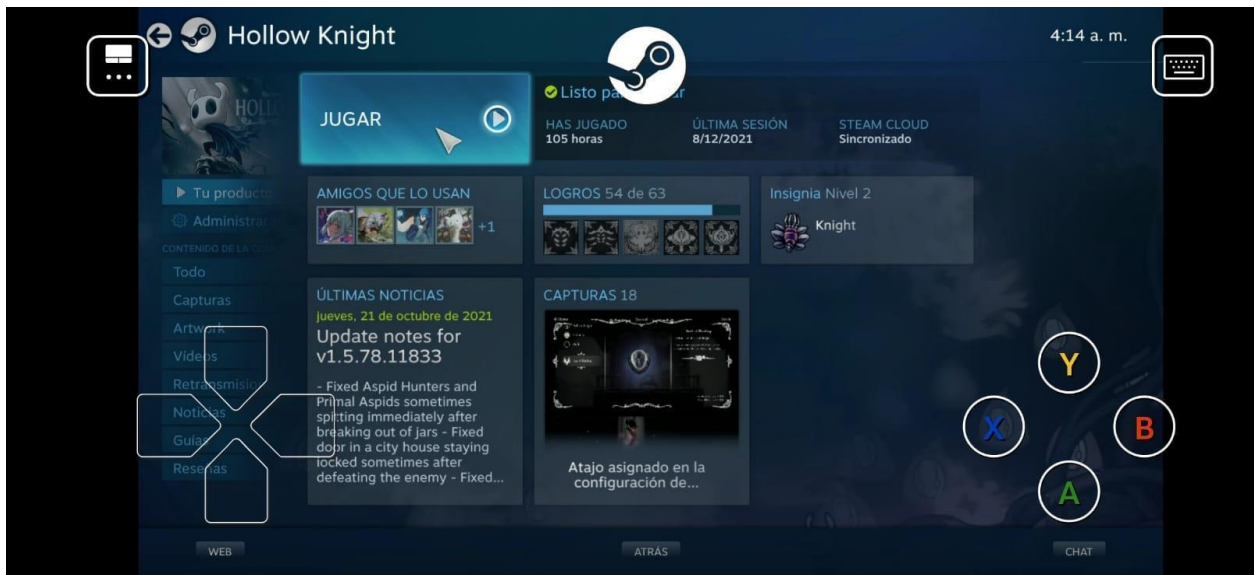 Hollow Knight
4:14 a. m.
HOLL
JUGAR
Listo pa
HAS JUGADO
105 horas
ÚLTIMA SESIÓN
8/12/2021
STEAM CLOUD
Sincronizado
Tu producto
Administrar
CONTENIDO DE LA
Todo
Capturas
Artwork
Vídeos
Retransmision
Noticias
Guías
Reseñas
AMIGOS QUE LO USAN
+1
LOGROS 54 de 63
Insignia Nivel 2
Knight
ÚLTIMAS NOTICIAS
jueves, 21 de octubre de 2021
Update notes for
v1.5.78.11833
- Fixed Aspid Hunters and
Primal Aspids sometimes
spitting immediately after
breaking out of jars - Fixed
door in a city house staying
locked sometimes after
defeating the enemy - Fixed...
CAPTURAS 18
Atajo asignado en la
configuración de...
Y
X
B
A
WEB
ATRÁS
CHAT